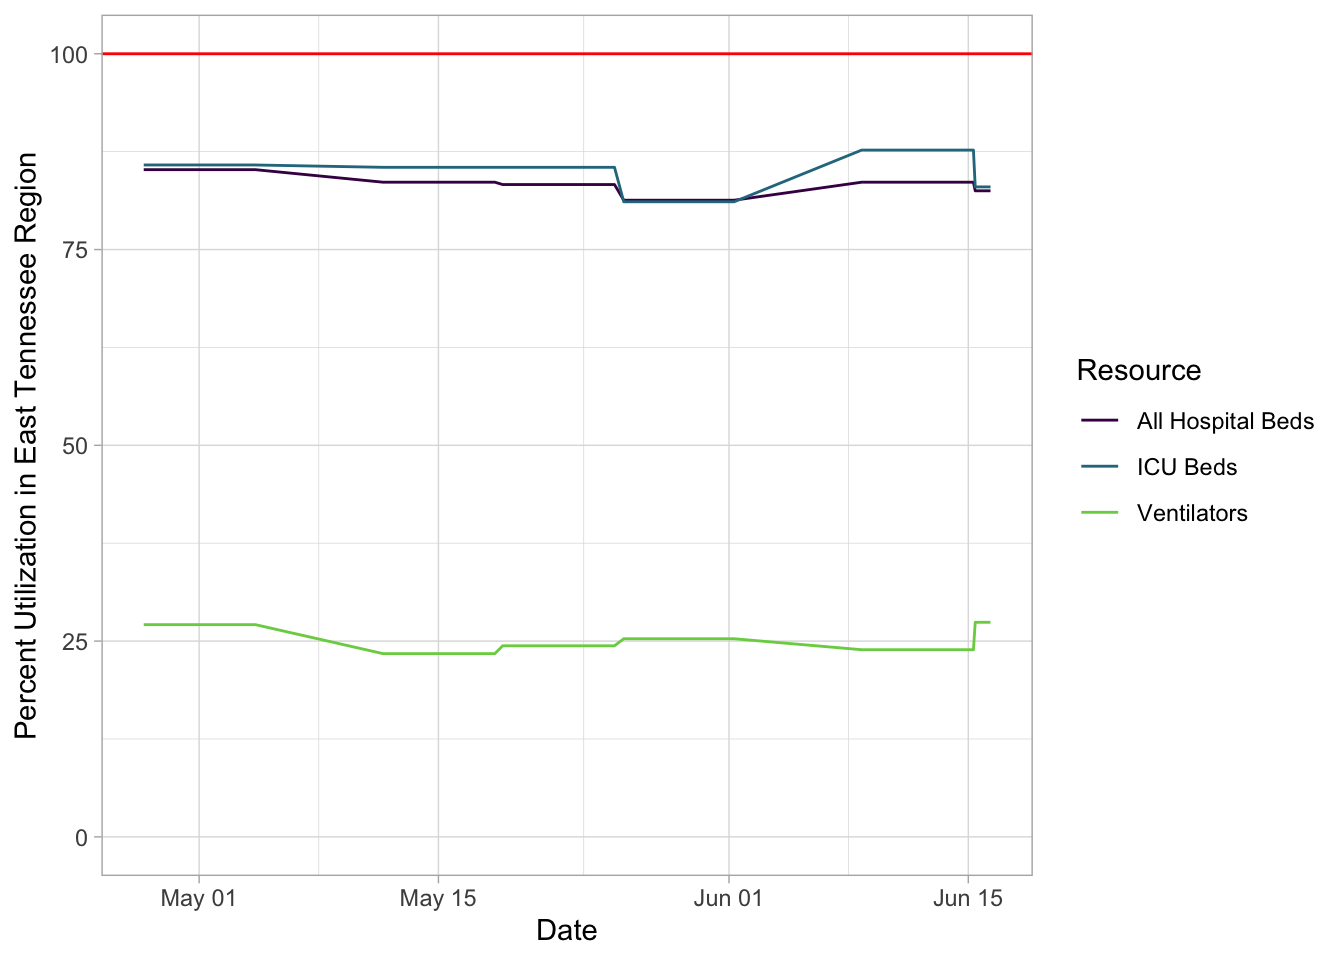 Percent Utilization in East Tennessee Region
100
75
50
25
0
May 01
May 15
Jun 01
Jun 15
Date
Resource
All Hospital Beds
ICU Beds
Ventilators